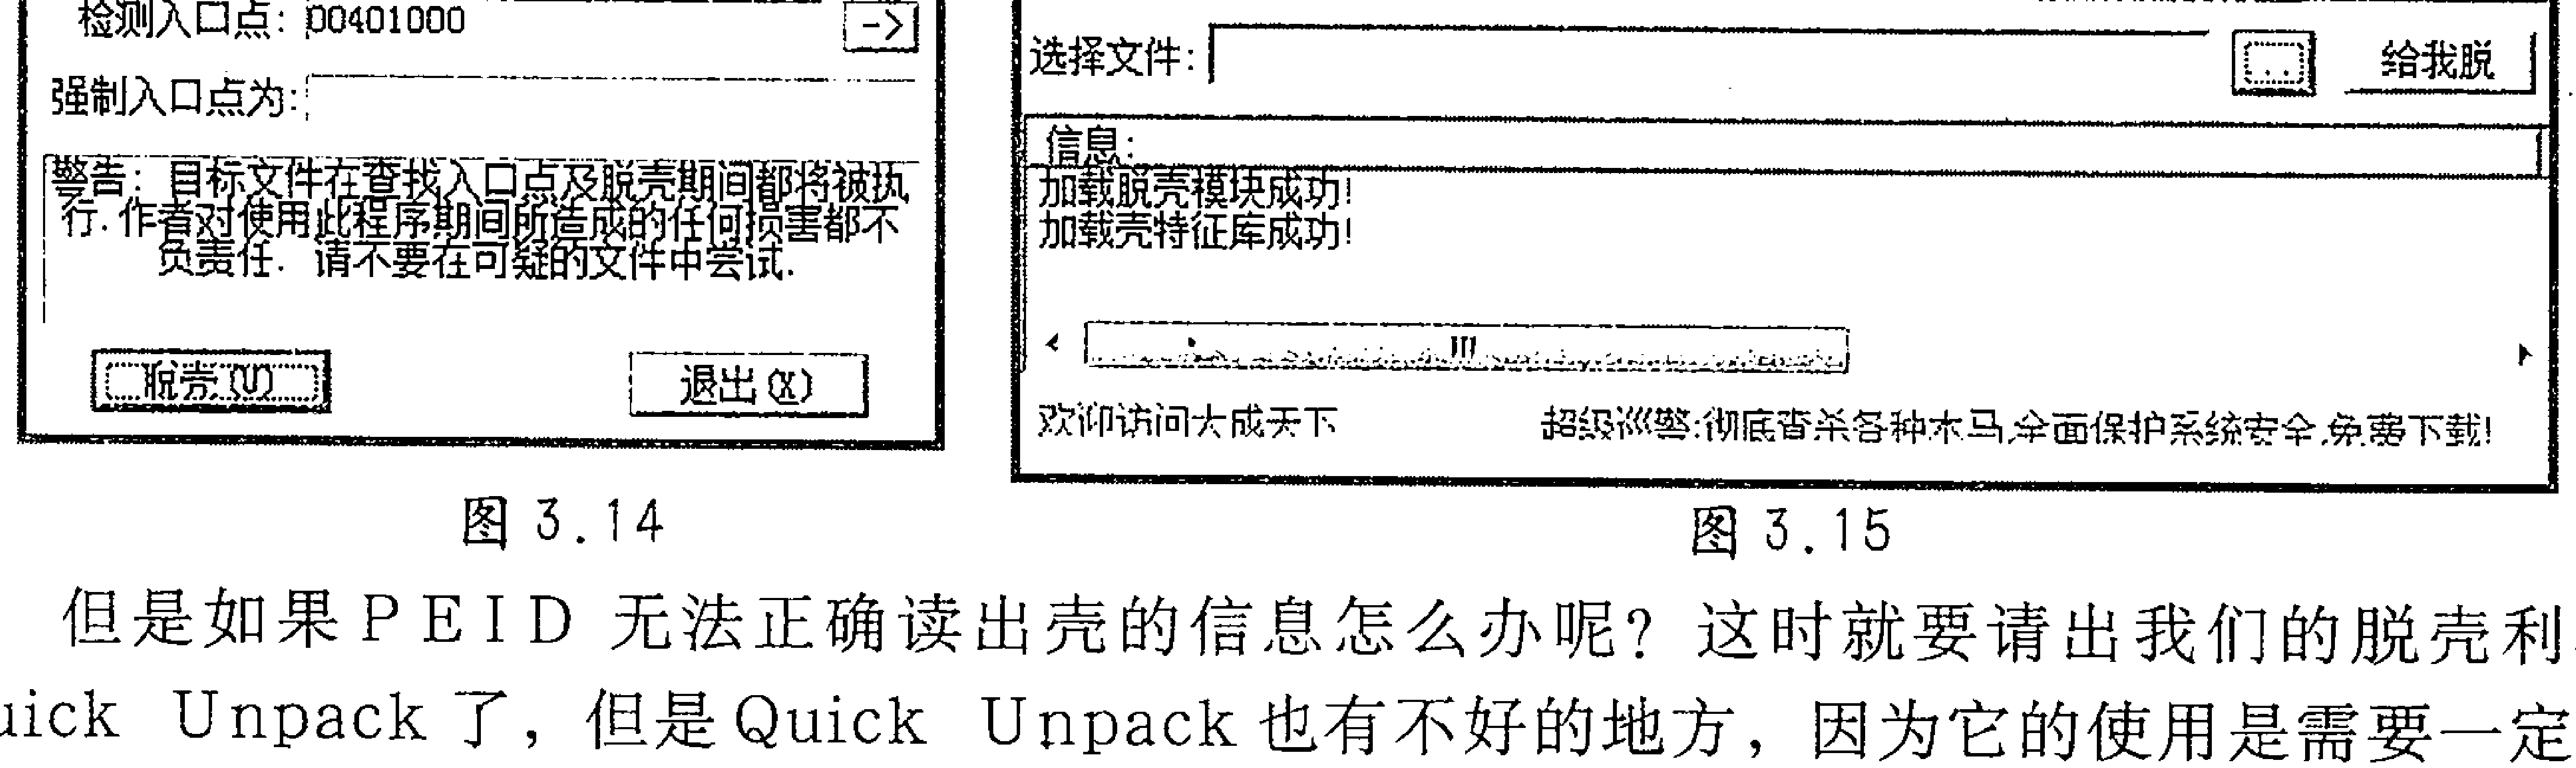 检测入口点: 00401000 ->
强制入口点为:
警告: 目标文件在查找入口点及脱壳期间都将被执
行.作者对使用此程序期间所造成的任何损害都不
负责任. 请不要在可疑的文件中尝试.
脱壳(U) 退出(X)
图 3.14
选择文件: .. 给我脱
信息:
加载脱壳模块成功!
加载壳特征库成功!
欢迎访问大成天下 超级巡警:彻底查杀各种木马,全面保护系统安全,免费下载!
图 3.15
但是如果PEID 无法正确读出壳的信息怎么办呢? 这时就要请出我们的脱壳利
uick Unpack了, 但是Quick Unpack也有不好的地方, 因为它的使用是需要一定